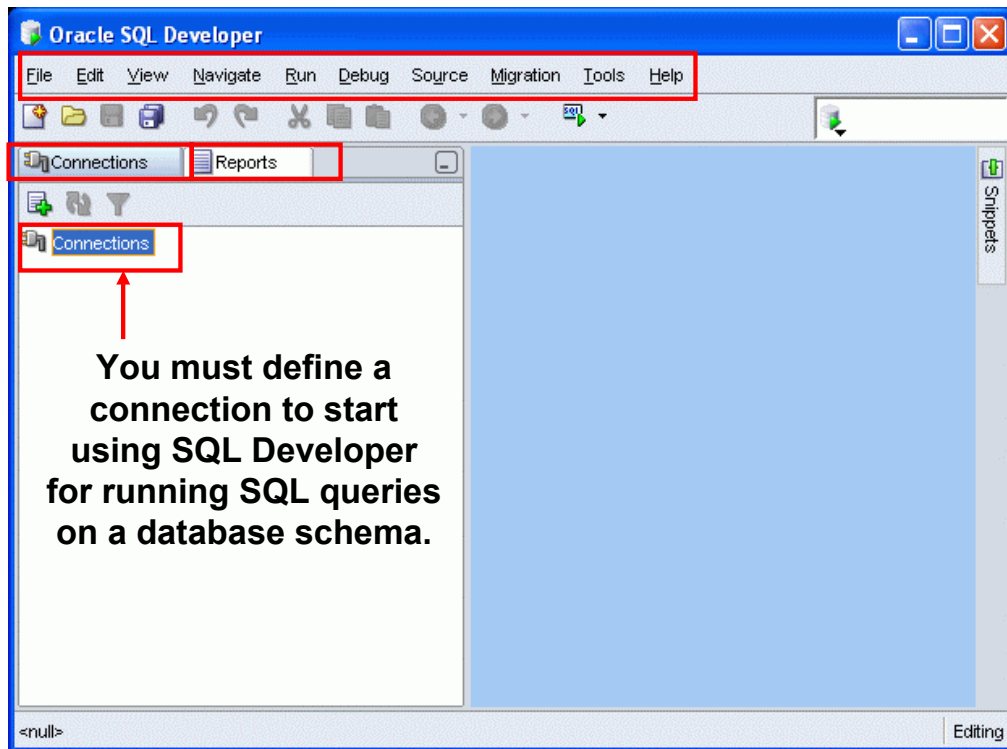 Oracle SQL Developer
File Edit View Navigate Run Debug Source Migration Tools Help
SQL
Connections Reports
Connections
Snippets
You must define a
connection to start
using SQL Developer
for running SQL queries
on a database schema.
<null> Editing